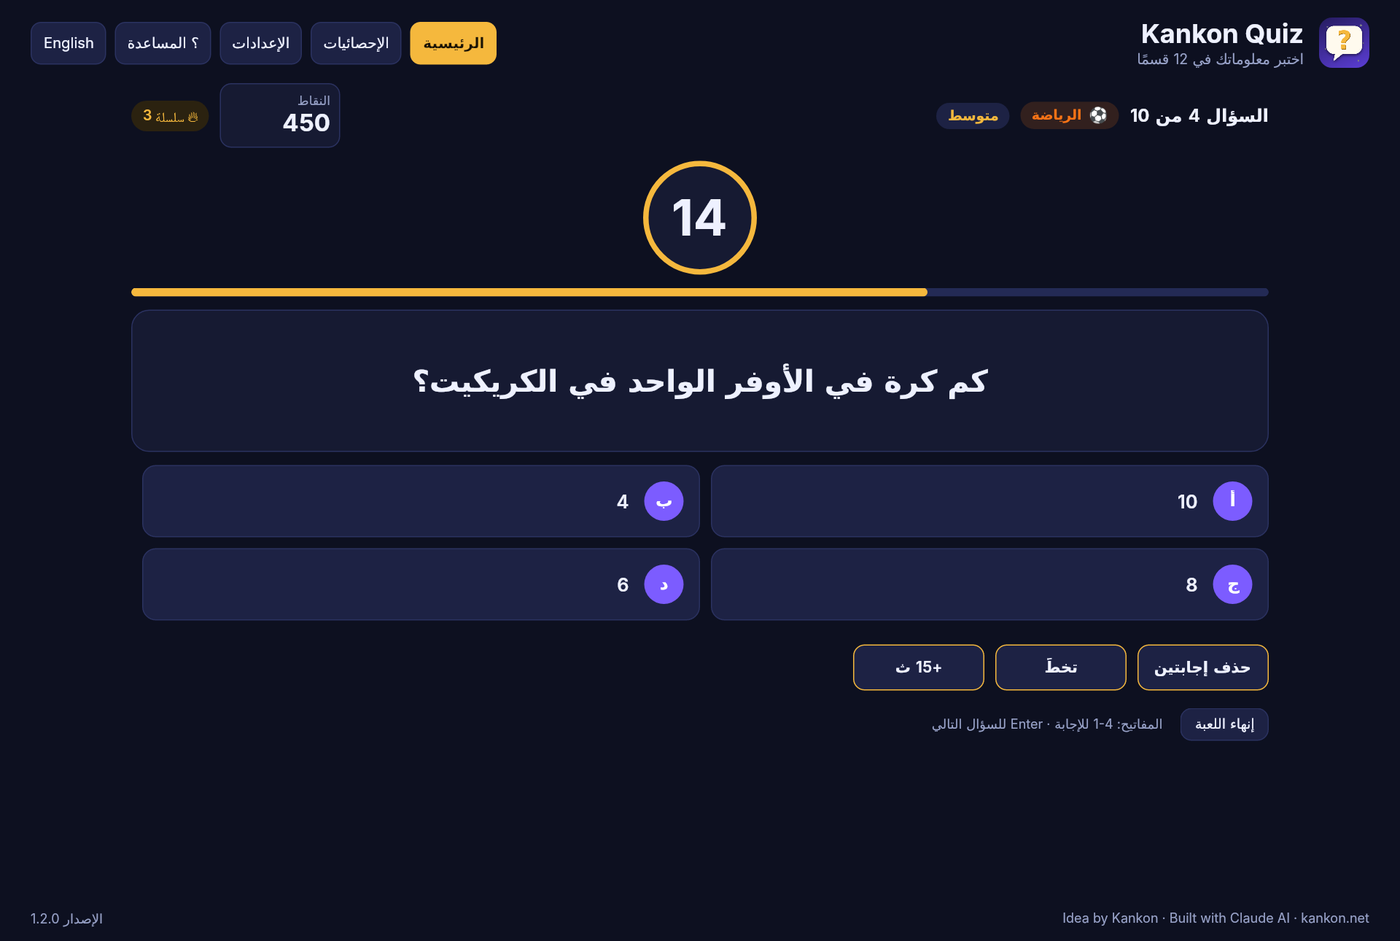 Kankon Quiz
اختبر معلوماتك في 12 قسمًا
الرئيسية
الإحصائيات
الإعدادات
؟ المساعدة
English
السؤال 4 من 10
الرياضة
متوسط
النقاط
450
سلسلة 3
14
كم كرة في الأوفر الواحد في الكريكيت؟
أ 10
ب 4
ج 8
د 6
حذف إجابتين
تخطَّ
+15 ث
إنهاء اللعبة
المفاتيح: 1-4 للإجابة · Enter للسؤال التالي
Idea by Kankon · Built with Claude AI · kankon.net
الإصدار 1.2.0